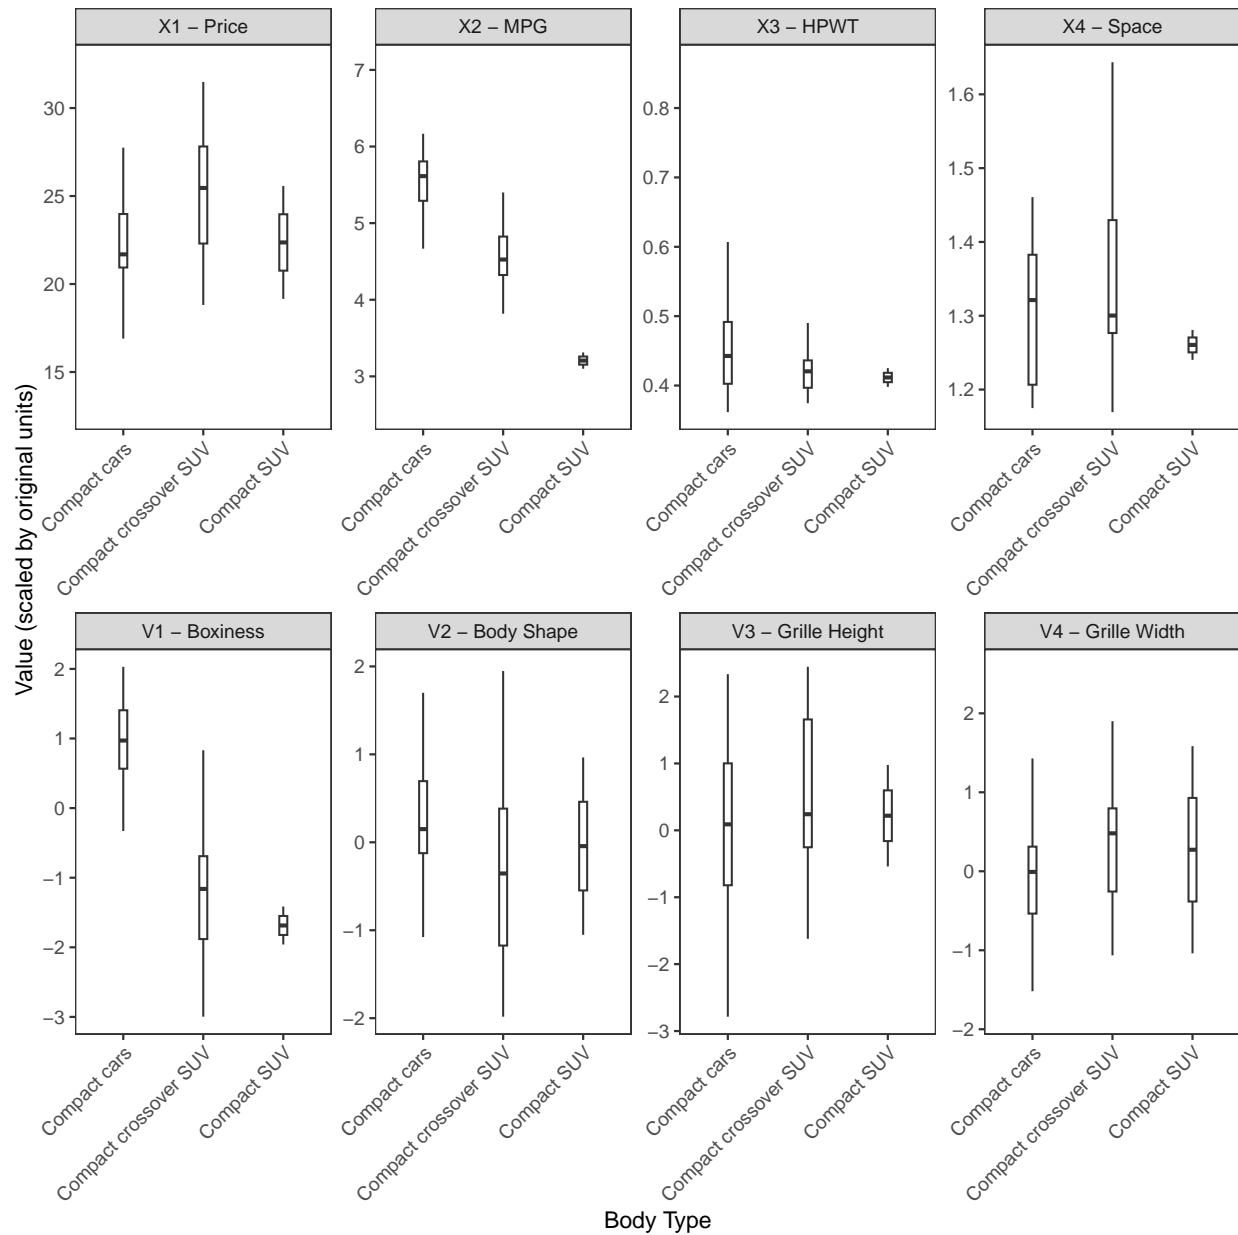 X1 – Price
X2 – MPG
X3 – HPWT
X4 – Space
30
25
20
15
7
6
5
4
3
0.8
0.7
0.6
0.5
0.4
1.6
1.5
1.4
1.3
1.2
Compact cars
Compact crossover SUV
Compact SUV
Compact cars
Compact crossover SUV
Compact SUV
Compact cars
Compact crossover SUV
Compact SUV
Compact cars
Compact crossover SUV
Compact SUV
Value (scaled by original units)
V1 – Boxiness
V2 – Body Shape
V3 – Grille Height
V4 – Grille Width
2
1
0
−1
−2
−3
2
1
0
−1
−2
2
1
0
−1
−2
−3
2
1
0
−1
−2
Compact cars
Compact crossover SUV
Compact SUV
Compact cars
Compact crossover SUV
Compact SUV
Compact cars
Compact crossover SUV
Compact SUV
Compact cars
Compact crossover SUV
Compact SUV
Body Type